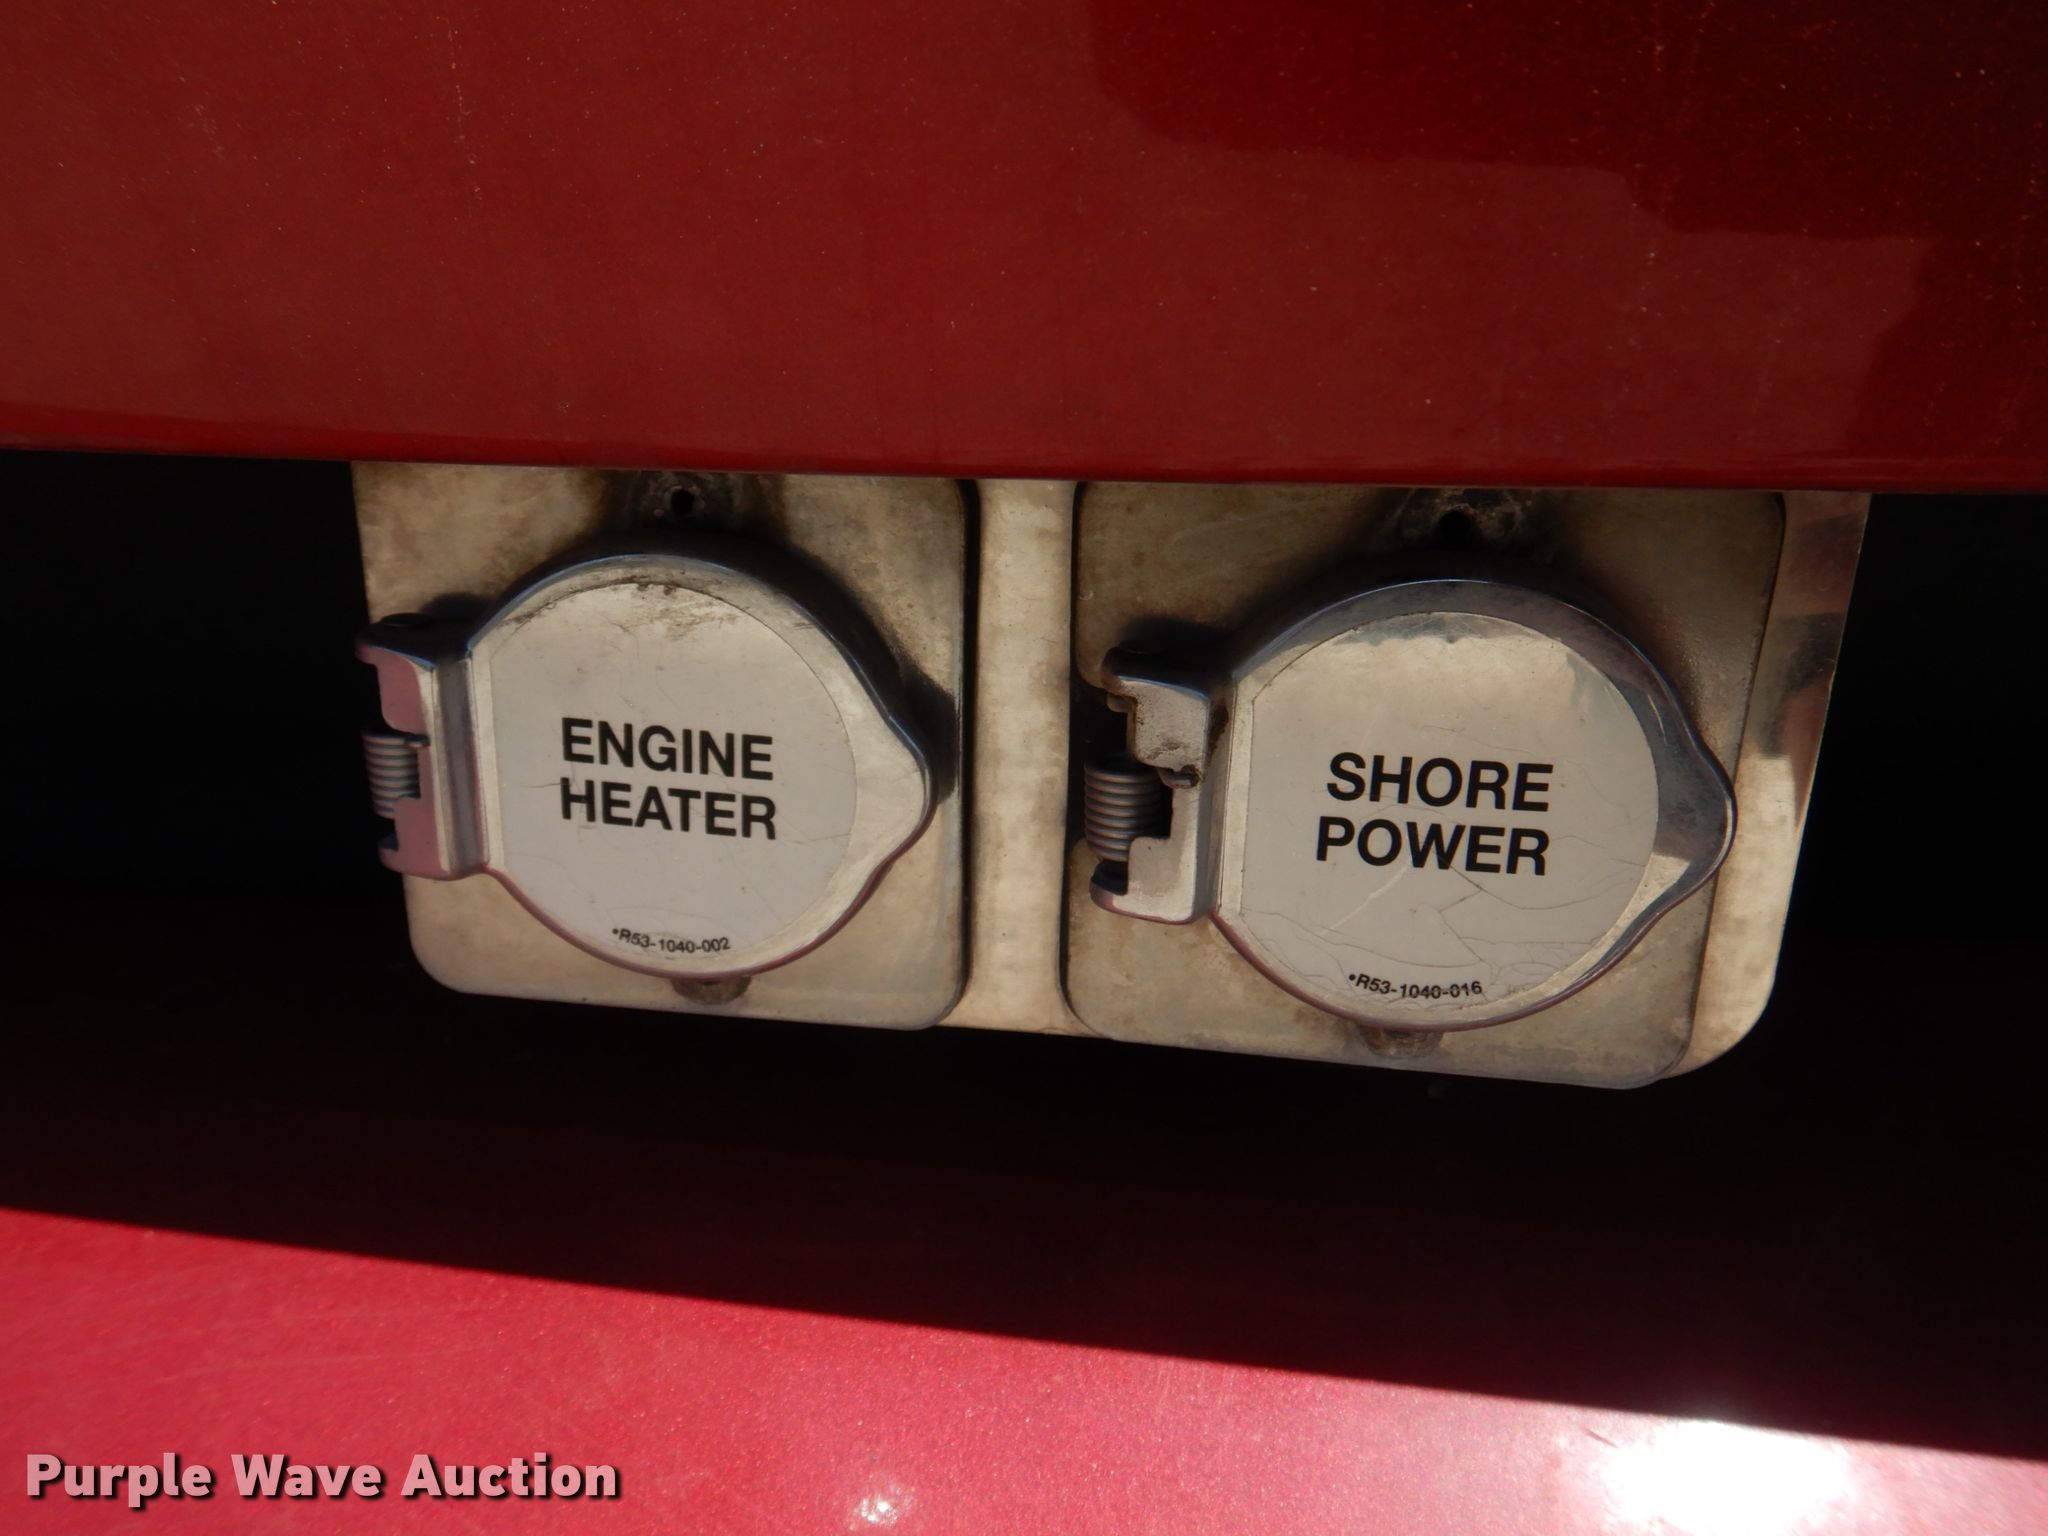 ENGINE
HEATER
•R53-1040-002
SHORE
POWER
•R53-1040-016
Purple Wave Auction